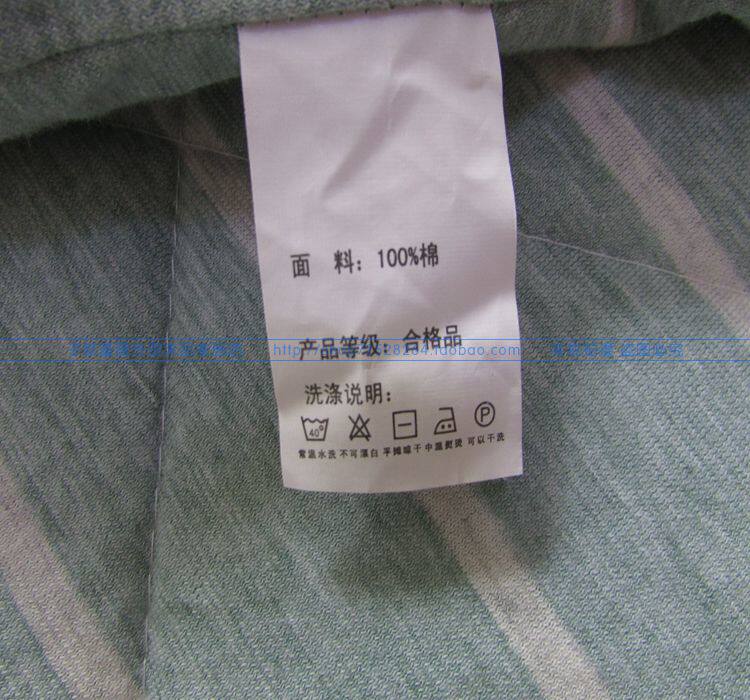 面 料：100%棉
产品等级：合格品
洗涤说明：
40° P
常温水洗 不可漂白 平摊晾干 中温熨烫 可以干洗